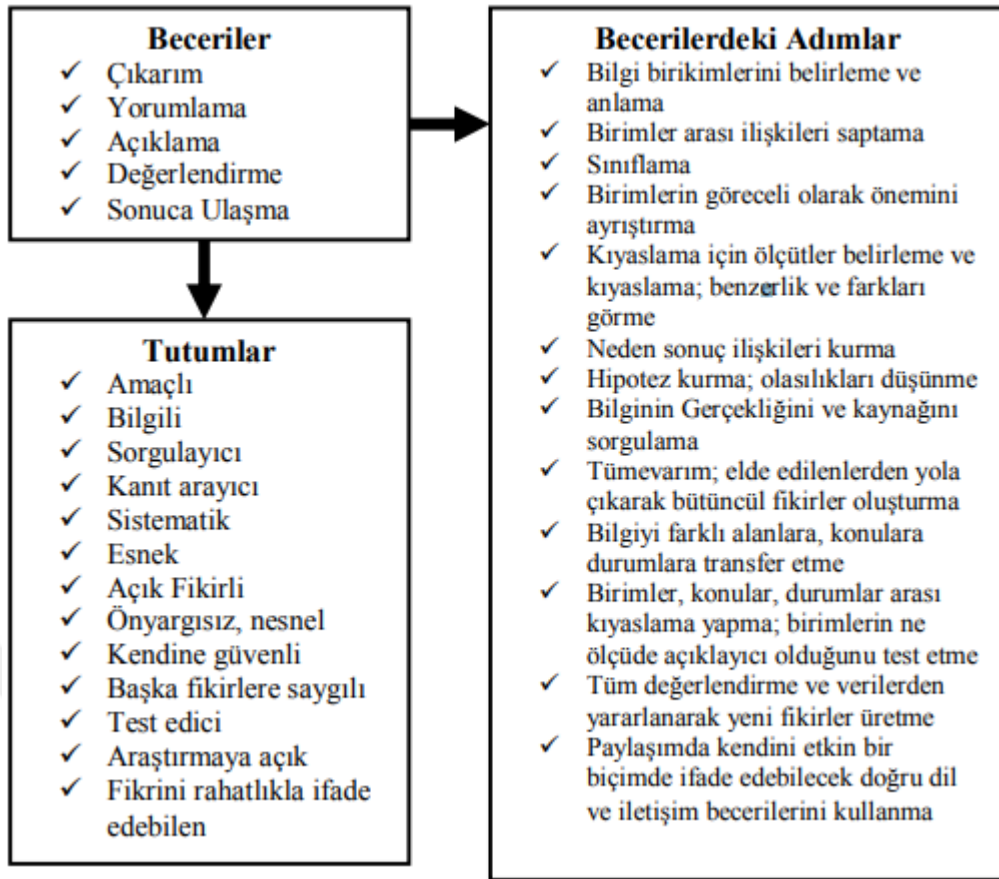 Beceriler
✓ Çıkarım
✓ Yorumlama
✓ Açıklama
✓ Değerlendirme
✓ Sonuca Ulaşma
Tutumlar
✓ Amaçlı
✓ Bilgili
✓ Sorgulayıcı
✓ Kanıt arayıcı
✓ Sistematik
✓ Esnek
✓ Açık Fikirli
✓ Önyargısız, nesnel
✓ Kendine güvenli
✓ Başka fikirlere saygılı
✓ Test edici
✓ Araştırmaya açık
✓ Fikrini rahatlıkla ifade
edebilen
Becerilerdeki Adımlar
✓ Bilgi birikimlerini belirleme ve
anlama
✓ Birimler arası ilişkileri saptama
✓ Sınıflama
✓ Birimlerin göreceli olarak önemini
ayrıştırma
✓ Kıyaslama için ölçütler belirleme ve
kıyaslama; benzerlik ve farkları
görme
✓ Neden sonuç ilişkileri kurma
✓ Hipotez kurma; olasılıkları düşünme
✓ Bilginin Gerçekliğini ve kaynağını
sorgulama
✓ Tümevarım; elde edilenlerden yola
çıkarak bütüncül fikirler oluşturma
✓ Bilgiyi farklı alanlara, konulara
durumlara transfer etme
✓ Birimler, konular, durumlar arası
kıyaslama yapma; birimlerin ne
ölçüde açıklayıcı olduğunu test etme
✓ Tüm değerlendirme ve verilerden
yararlanarak yeni fikirler üretme
✓ Paylaşımda kendini etkin bir
biçimde ifade edebilecek doğru dil
ve iletişim becerilerini kullanma